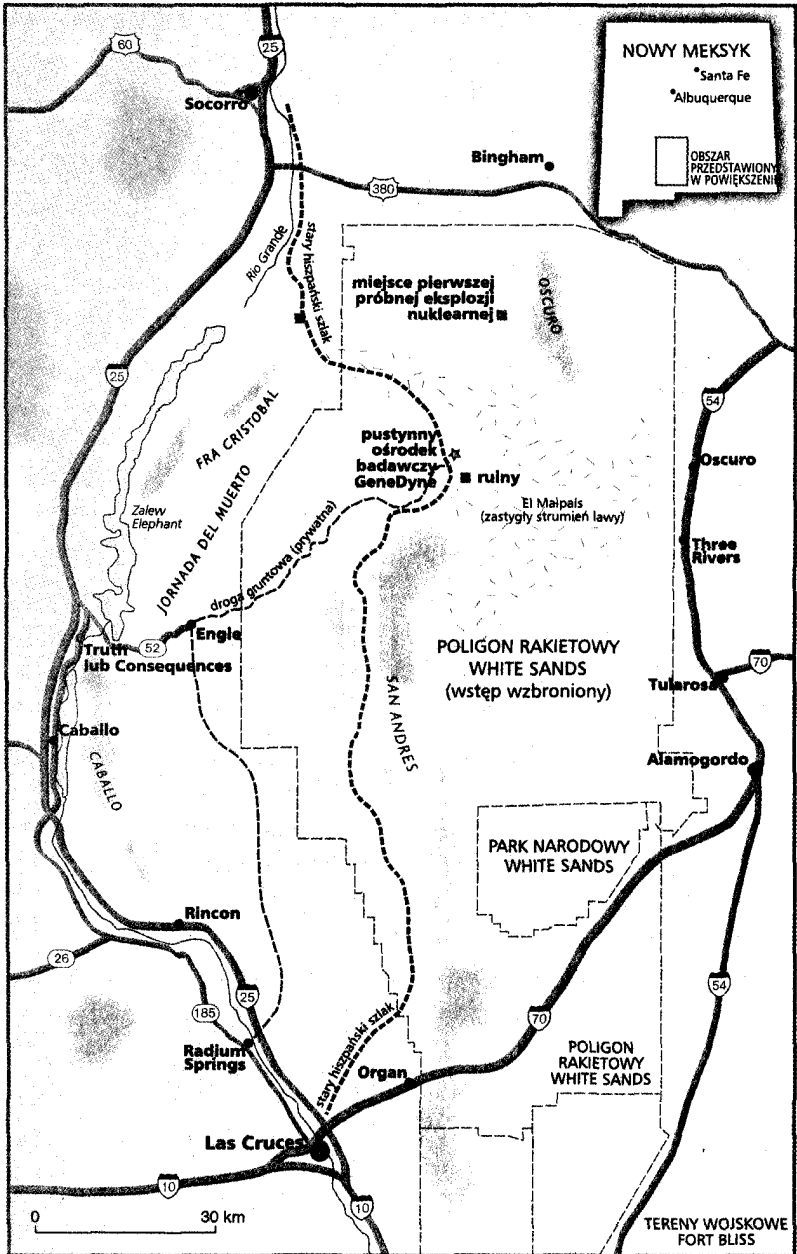 60
25
Socorro
NOWY MEKSYK
Santa Fe
Albuquerque
OBSZAR
PRZEDSTAWIONY
W POWIĘKSZENIU
Bingham
380
Rio Grande
stary hiszpański szlak
miejsce pierwszej
próbnej eksplozji
nuklearnej
OSCURO
25
54
FRA CRISTOBAL
pustynny
ośrodek
badawczy
GeneDyne
ruiny
Oscuro
Zalew
Elephant
JORNADA DEL MUERTO
El Malpais
(zastygły strumień lawy)
droga gruntowa (prywatna)
Three
Rivers
52
Engle
Truth
lub Consequences
POLIGON RAKIETOWY
WHITE SANDS
(wstęp wzbroniony)
70
Tularosa
SAN ANDRES
Caballo
CABALLO
Alamogordo
PARK NARODOWY
WHITE SANDS
Rincon
26
25
185
54
70
Radium
Springs
stary hiszpański szlak
Organ
POLIGON
RAKIETOWY
WHITE SANDS
Las Cruces
10
10
0 30 km
TERENY WOJSKOWE
FORT BLISS